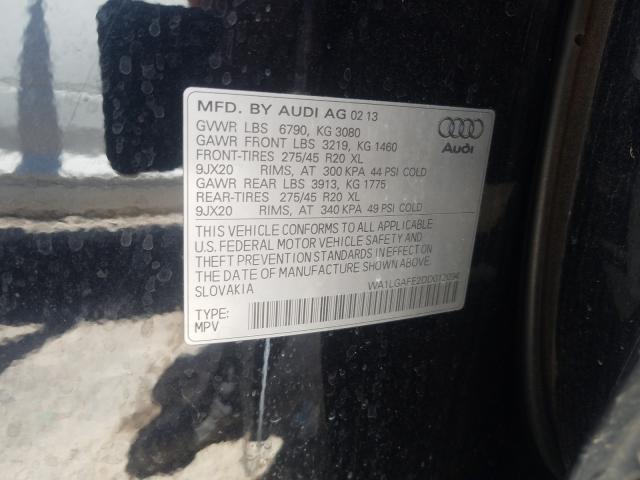 MFD. BY AUDI AG 02 13
GVWR LBS 6790, KG 3080
GAWR FRONT LBS 3219, KG 1460
FRONT-TIRES 275/45 R20 XL
9JX20 RIMS, AT 300 KPA 44 PSI COLD
GAWR REAR LBS 3913, KG 1775
REAR-TIRES 275/45 R20 XL
9JX20 RIMS, AT 340 KPA 49 PSI COLD
Audi
THIS VEHICLE CONFORMS TO ALL APPLICABLE
U.S. FEDERAL MOTOR VEHICLE SAFETY AND
THEFT PREVENTION STANDARDS IN EFFECT ON
THE DATE OF MANUFACTURE SHOWN ABOVE.
SLOVAKIA
WA1LGAFE2DD012094
TYPE:
MPV